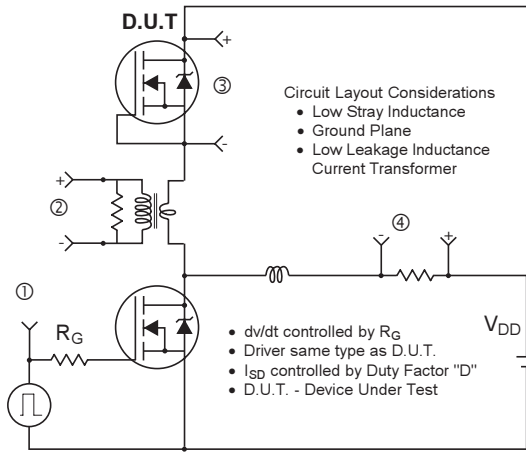 D.U.T
+
③
-
Circuit Layout Considerations
• Low Stray Inductance
• Ground Plane
• Low Leakage Inductance
Current Transformer
+
②
-
④
-
+
①
RG
VDD
• dv/dt controlled by RG
• Driver same type as D.U.T.
• ISD controlled by Duty Factor "D"
• D.U.T. - Device Under Test